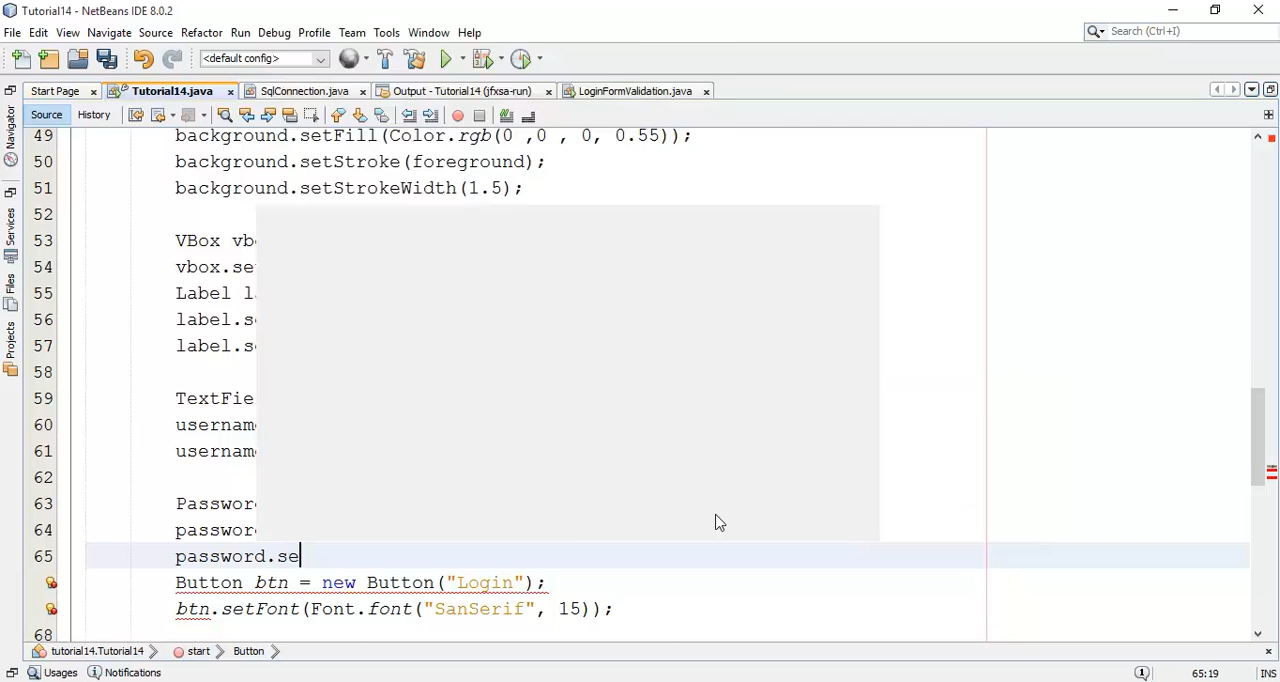 Tutorial14 - NetBeans IDE 8.0.2
File Edit View Navigate Source Refactor Run Debug Profile Team Tools Window Help
Search (Ctrl+I)
<default config>
Start Page Tutorial14.java SqlConnection.java Output - Tutorial14 (jfxsa-run) LoginFormValidation.java
Source History
Navigator
Services
Files
Projects
49 background.setFill(Color.rgb(0 ,0 , 0, 0.55));
50 background.setStroke(foreground);
51 background.setStrokeWidth(1.5);
52
53 VBox vb
54 vbox.se
55 Label l
56 label.s
57 label.s
58
59 TextFie
60 usernam
61 usernam
62
63 Passwor
64 passwor
65 password.se
Button btn = new Button("Login");
btn.setFont(Font.font("SanSerif", 15));
68
tutorial14.Tutorial14 start Button
Usages Notifications 1 65:19 INS